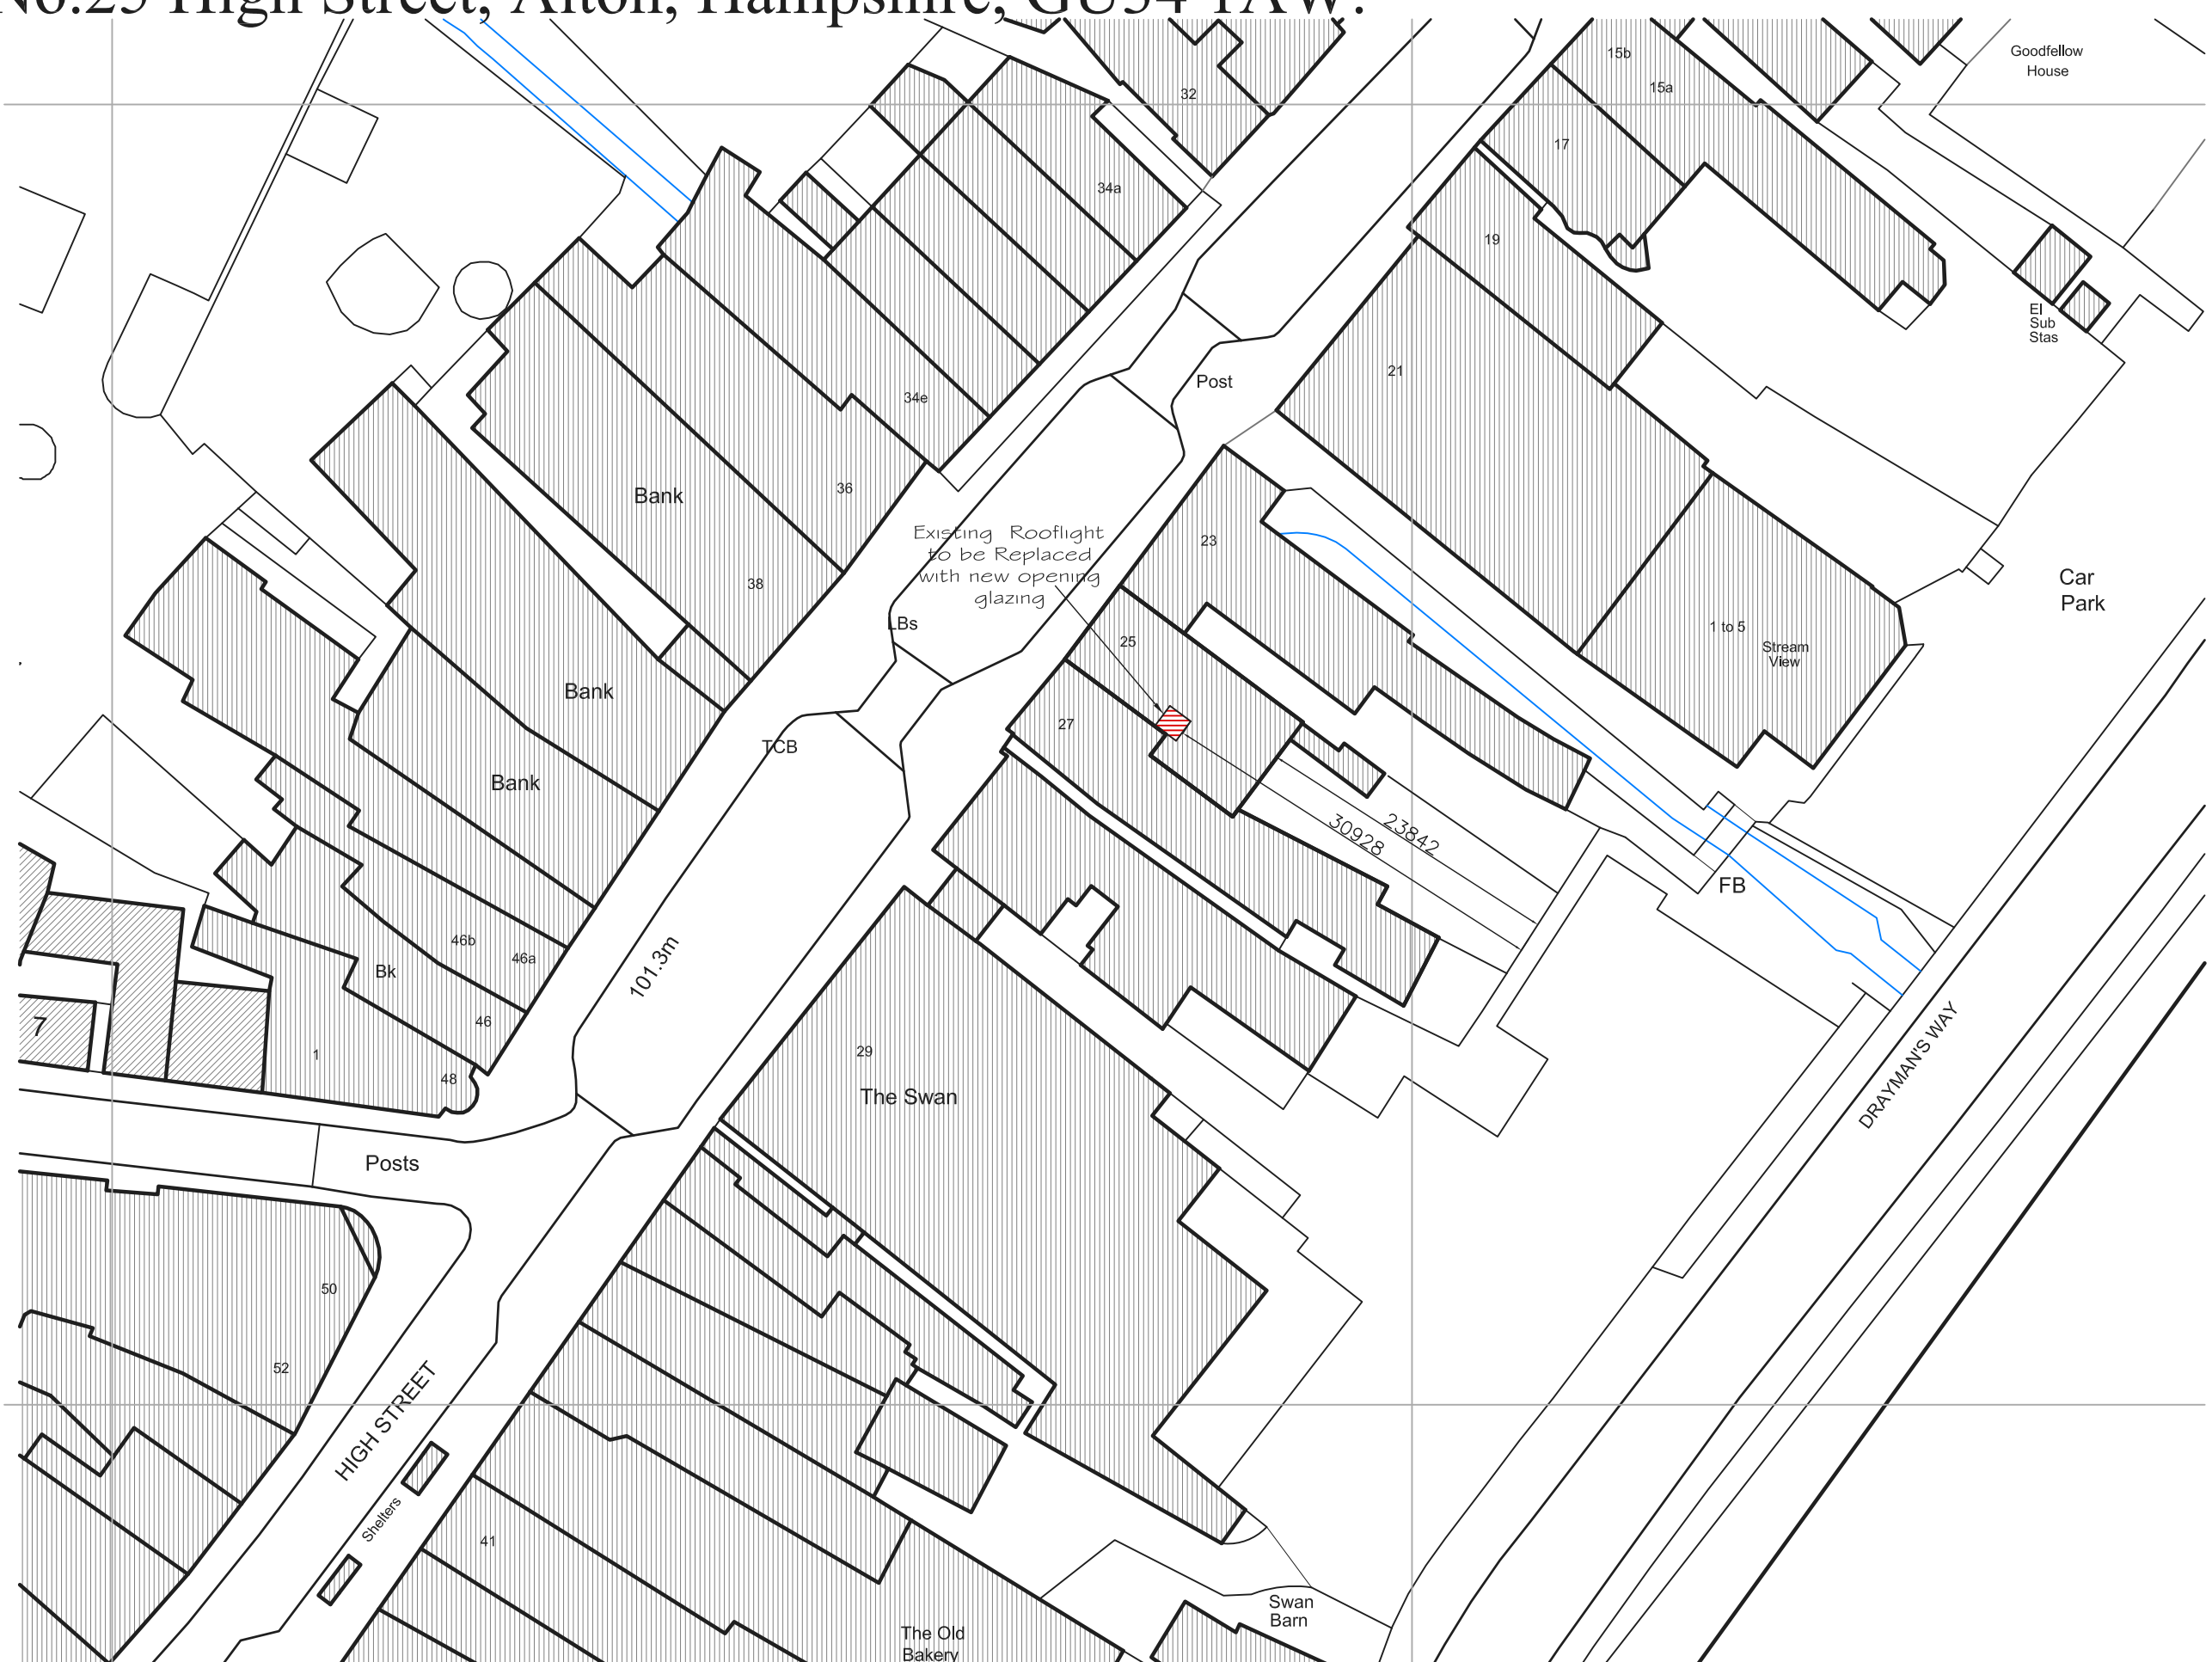 No.25 High Street, Alton, Hampshire, GU34 1AW.
Goodfellow
House
15b
15a
32
17
34a
19
El
Sub
Stas
21
Post
34e
36
Bank
Existing Rooflight
to be Replaced
with new opening
glazing
23
38
Car
Park
LBs
25
1 to 5
Stream
View
Bank
27
TCB
Bank
30928
23842
FB
46b
46a
Bk
101.3m
46
7
1
48
29
The Swan
DRAYMAN'S WAY
Posts
50
52
HIGH STREET
Shelters
41
Swan
Barn
The Old
Bakery